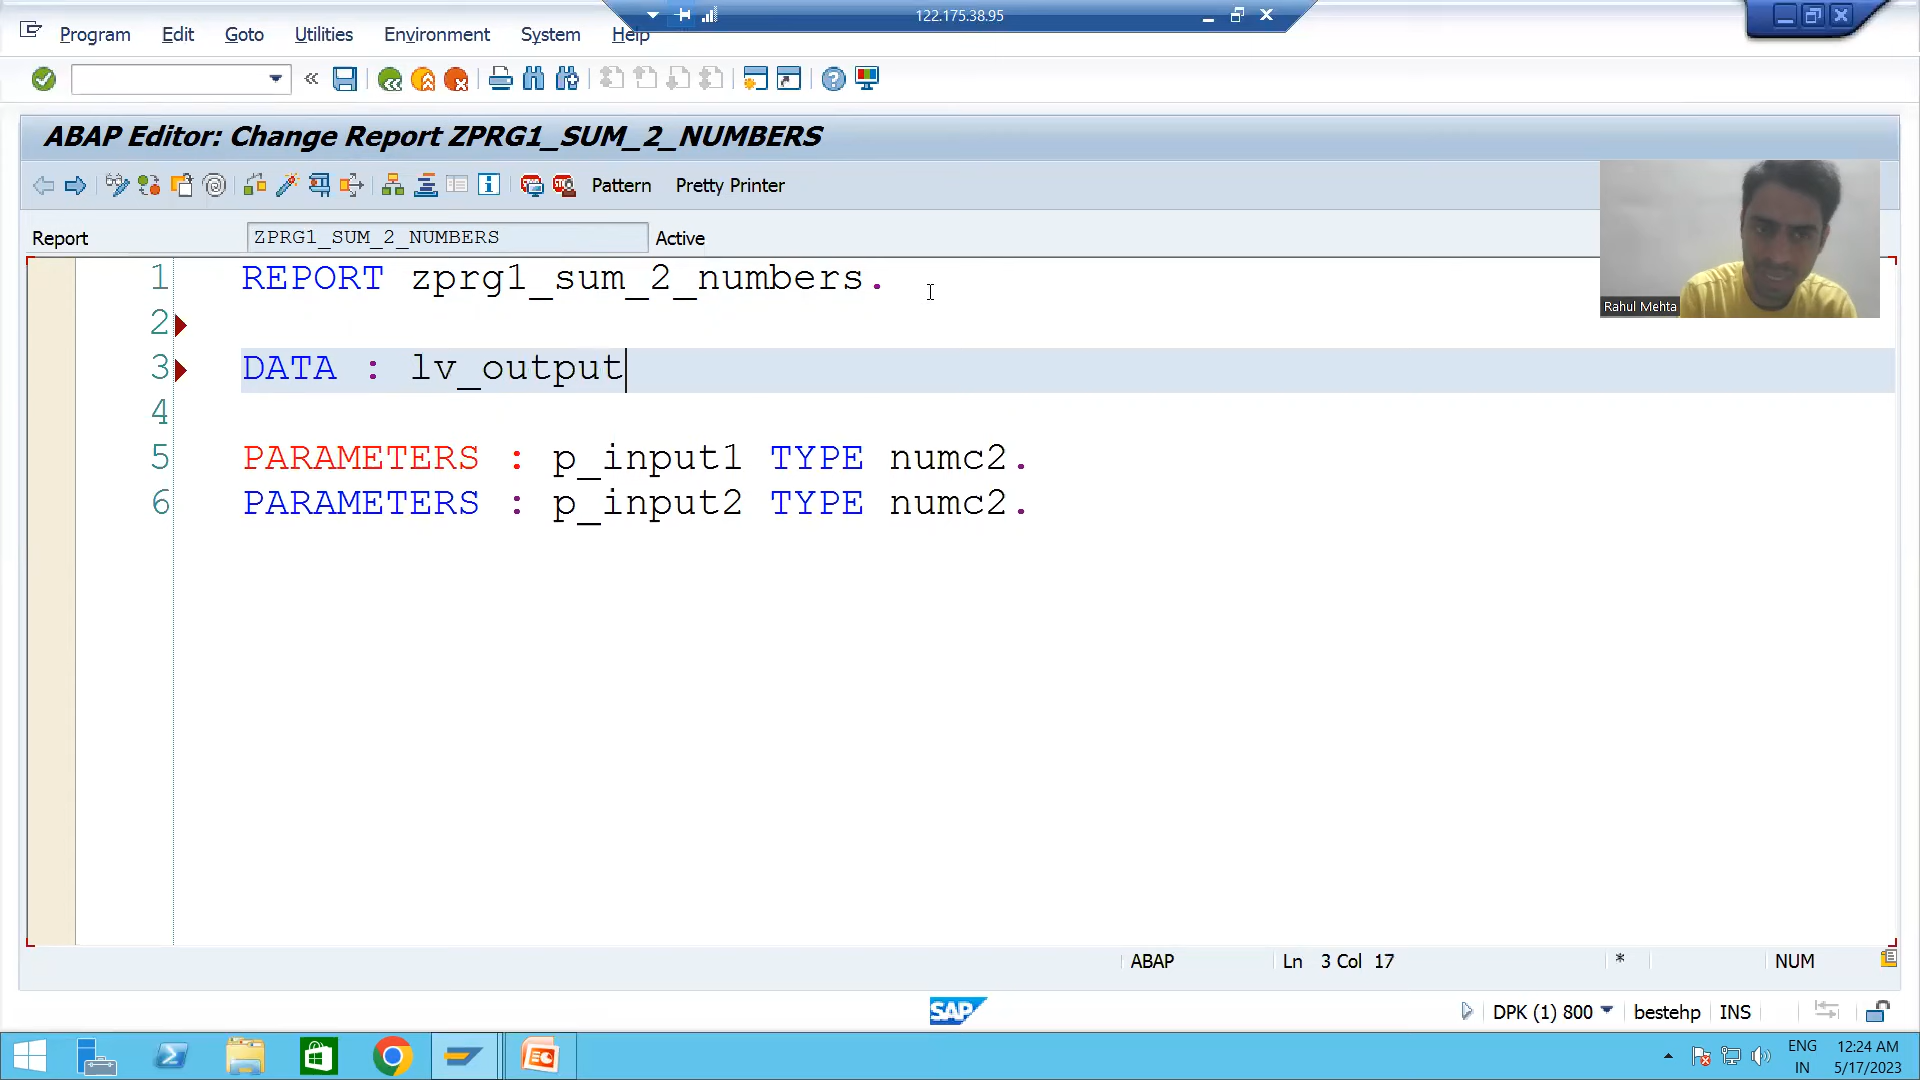 122.175.38.95
Program Edit Goto Utilities Environment System Help
ABAP Editor: Change Report ZPRG1_SUM_2_NUMBERS
Pattern Pretty Printer
Report ZPRG1_SUM_2_NUMBERS Active
Rahul Mehta
1 REPORT zprg1_sum_2_numbers.
2
3 DATA : lv_output
4
5 PARAMETERS : p_input1 TYPE numc2.
6 PARAMETERS : p_input2 TYPE numc2.
ABAP Ln 3 Col 17 * NUM
SAP DPK (1) 800 bestehp INS
ENG 12:24 AM
IN 5/17/2023